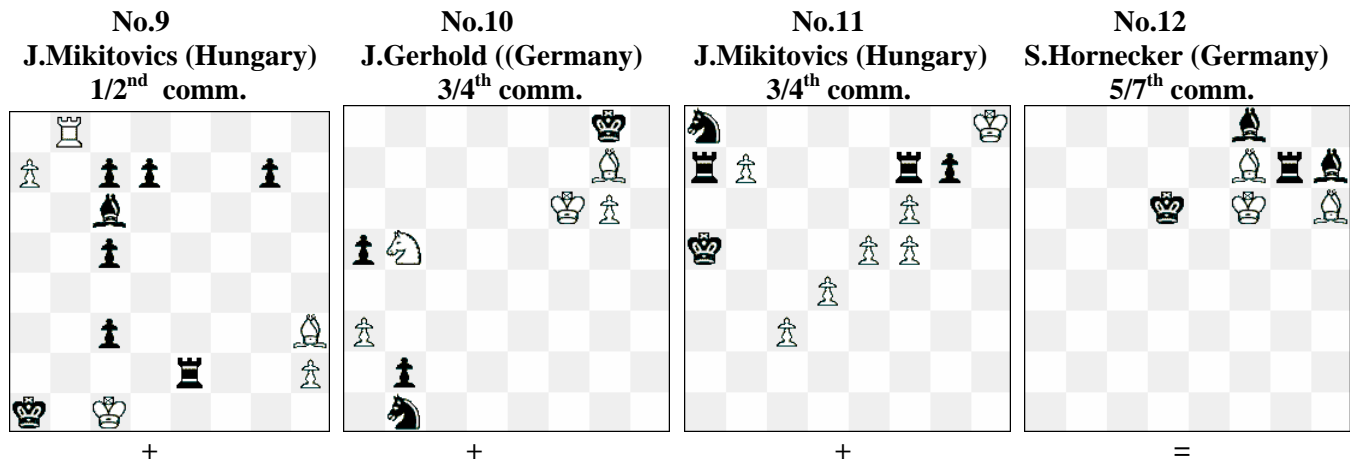 No.9 No.10 No.11 No.12
J.Mikitovics (Hungary) J.Gerhold ((Germany) J.Mikitovics (Hungary) S.Hornecker (Germany)
1/2nd comm. 3/4th comm. 3/4th comm. 5/7th comm.
+ + + =